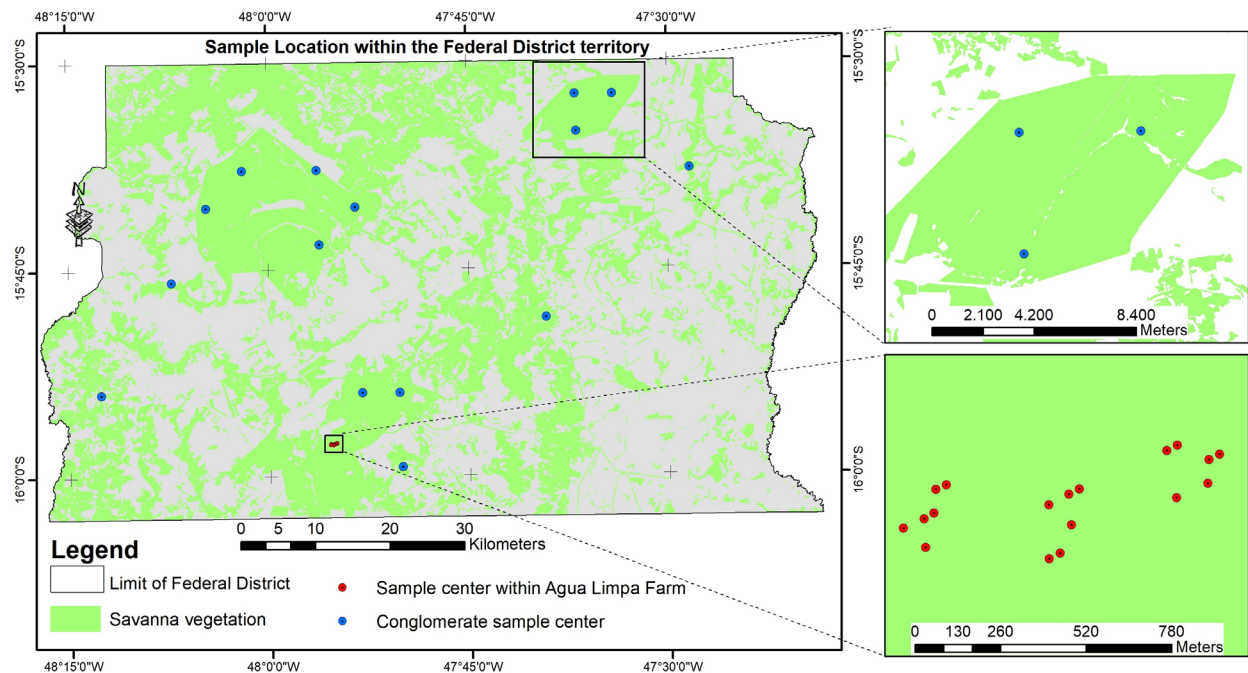 48°15'0"W 48°0'0"W 47°45'0"W 47°30'0"W
Sample Location within the Federal District territory
15°30'0"S
15°45'0"S
16°0'0"S
N
15°30'0"S
15°45'0"S
16°0'0"S
0 5 10 20 30
Kilometers
Legend
Limit of Federal District
Savanna vegetation
Sample center within Agua Limpa Farm
Conglomerate sample center
48°15'0"W 48°0'0"W 47°45'0"W 47°30'0"W
0 2.100 4.200 8.400
Meters
0 130 260 520 780
Meters